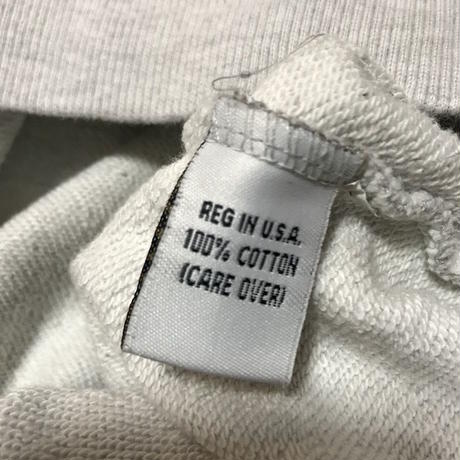 REG IN U.S.A.
100% COTTON
(CARE OVER)